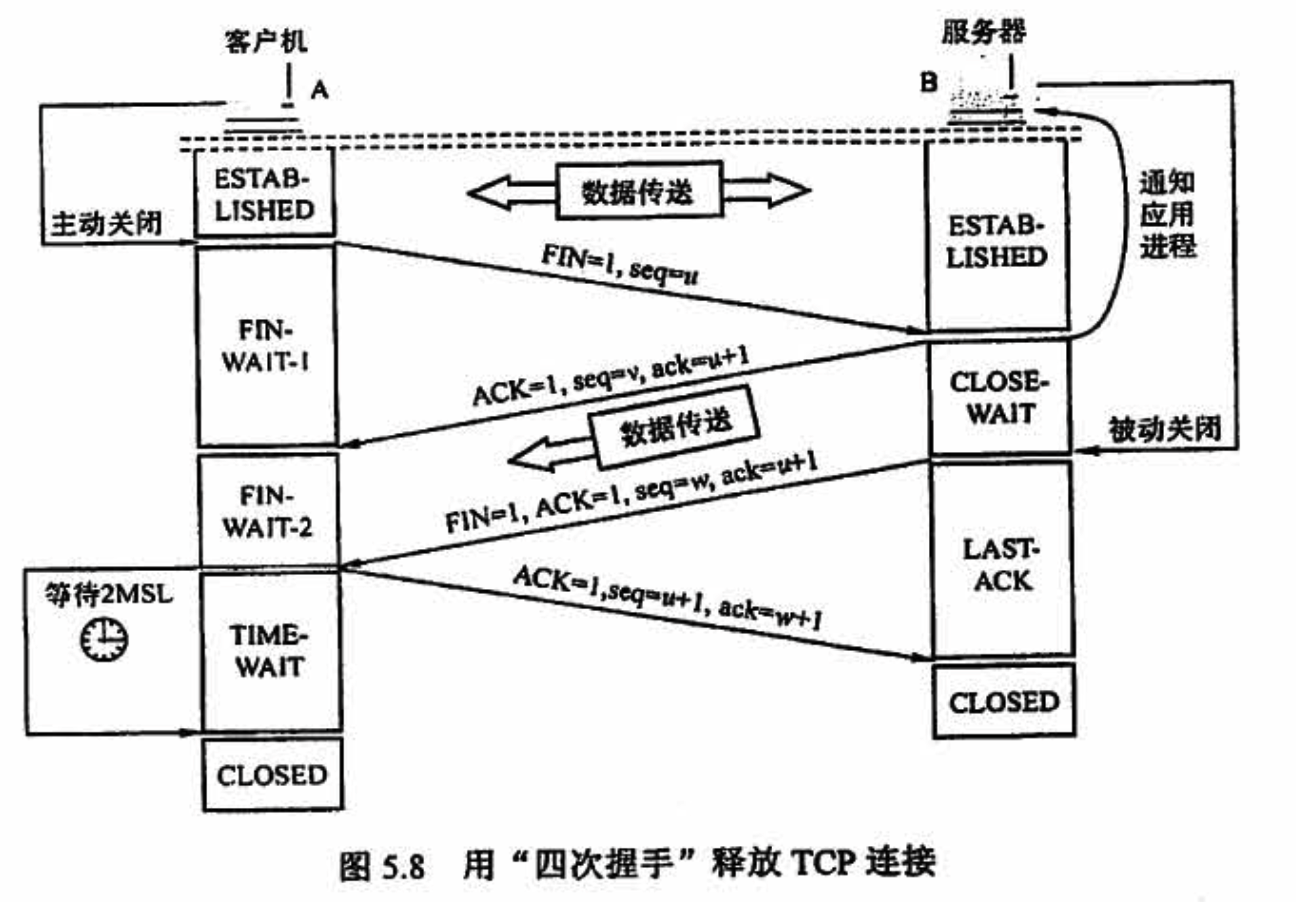 客户机
服务器
A
B
ESTAB-
LISHED
数据传送
通知
应用
进程
主动关闭
ESTAB-
LISHED
FIN=1, seq=u
FIN-
WAIT-1
ACK=1, seq=v, ack=u+1
CLOSE-
WAIT
数据传送
被动关闭
FIN-
WAIT-2
FIN=1, ACK=1, seq=w, ack=u+1
LAST-
ACK
等待2MSL
ACK=1,seq=u+1, ack=w+1
TIME-
WAIT
CLOSED
CLOSED
图 5.8 用“四次握手”释放 TCP 连接